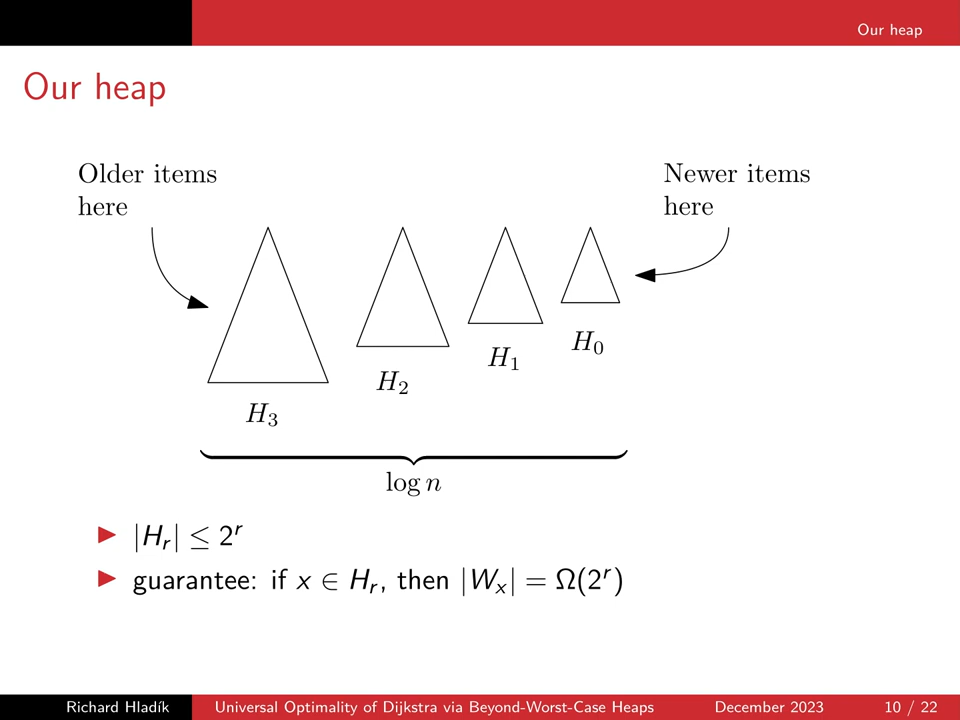 Our heap
Our heap
Older items
here
Newer items
here
H₃
H₂
H₁
H₀
log n
|Hᵣ| ≤ 2ʳ
guarantee: if x ∈ Hᵣ, then |Wₓ| = Ω(2ʳ)
Richard Hladík
Universal Optimality of Dijkstra via Beyond-Worst-Case Heaps
December 2023
10 / 22